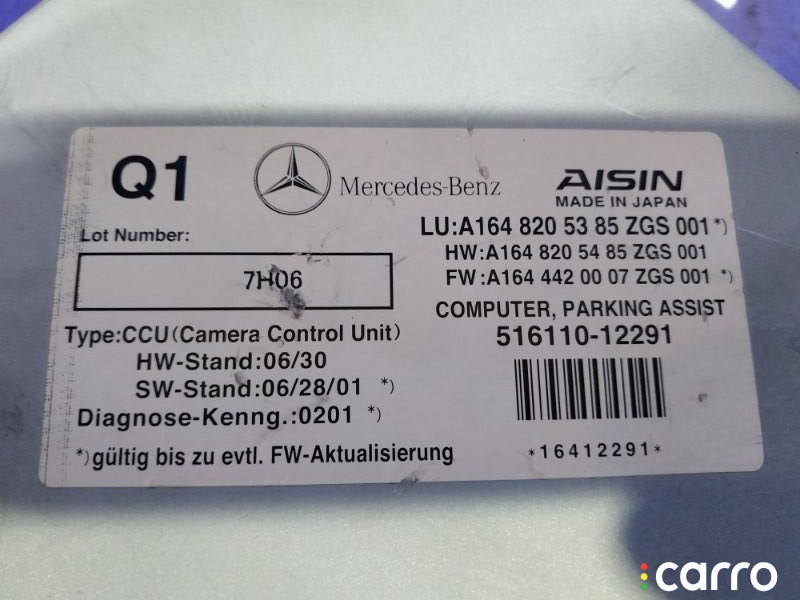 Q1
Mercedes-Benz
AISIN
MADE IN JAPAN
Lot Number:
7H06
LU:A164 820 53 85 ZGS 001 *)
HW:A164 820 54 85 ZGS 001
FW:A164 442 00 07 ZGS 001 *)
COMPUTER, PARKING ASSIST
516110-12291
Type:CCU(Camera Control Unit)
HW-Stand:06/30
SW-Stand:06/28/01 *)
Diagnose-Kenng.:0201 *)
*)gültig bis zu evtl. FW-Aktualisierung
*16412291*
carro